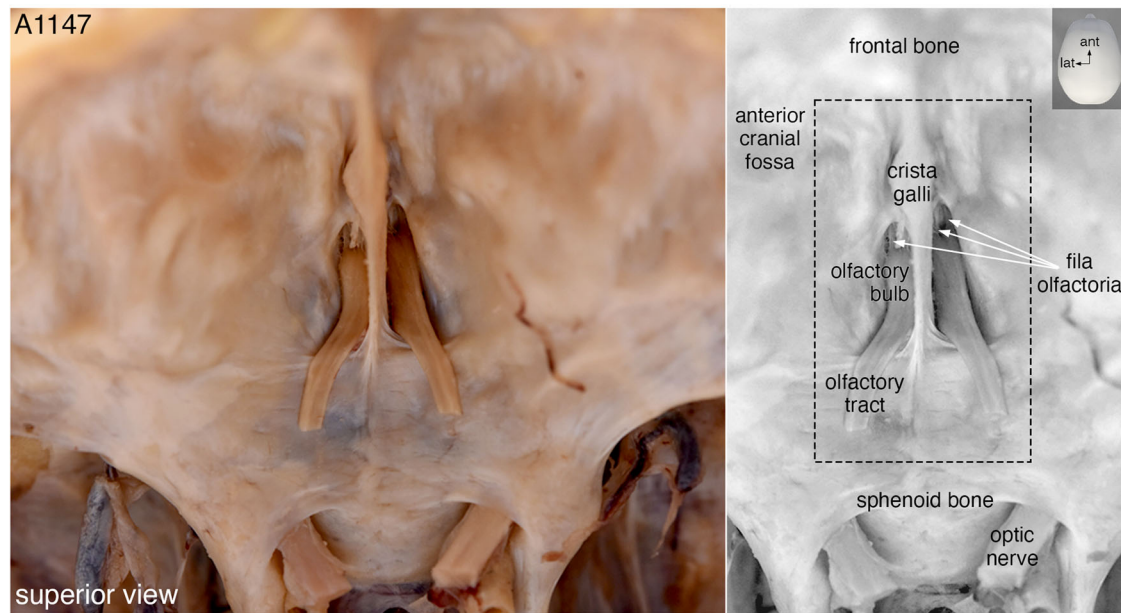 A1147
superior view
frontal bone
ant
lat
anterior
cranial
fossa
crista
galli
fila
olfactoria
olfactory
bulb
olfactory
tract
sphenoid bone
optic
nerve